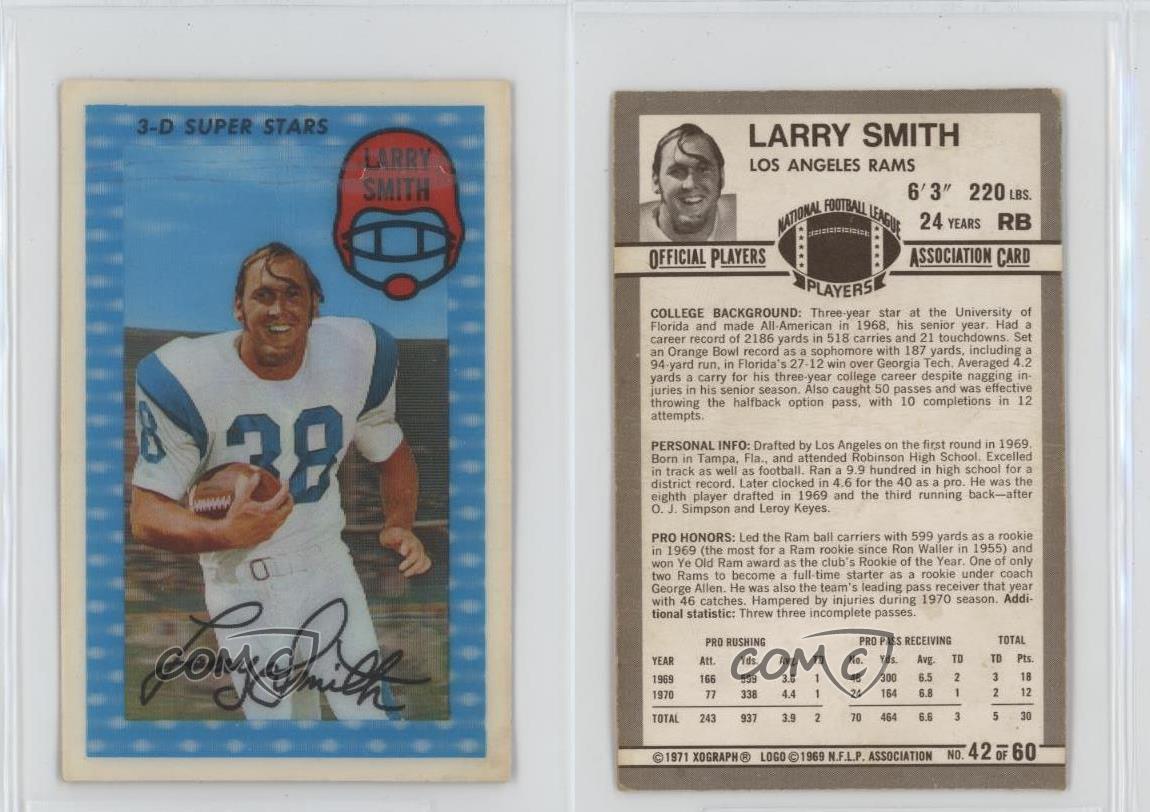 3-D SUPER STARS
LARRY
SMITH
38
38
Larry Smith
COMC
LARRY SMITH
LOS ANGELES RAMS
6' 3" 220 LBS.
24 YEARS RB
NATIONAL FOOTBALL LEAGUE
OFFICIAL PLAYERS ASSOCIATION CARD
PLAYERS
COLLEGE BACKGROUND: Three-year star at the University of
Florida and made All-American in 1968, his senior year. Had a
career record of 2186 yards in 518 carries and 21 touchdowns. Set
an Orange Bowl record as a sophomore with 187 yards, including a
94-yard run, in Florida's 27-12 win over Georgia Tech. Averaged 4.2
yards a carry for his three-year college career despite nagging in-
juries in his senior season. Also caught 50 passes and was effective
throwing the halfback option pass, with 10 completions in 12
attempts.
PERSONAL INFO: Drafted by Los Angeles on the first round in 1969.
Born in Tampa, Fla., and attended Robinson High School. Excelled
in track as well as football. Ran a 9.9 hundred in high school for a
district record. Later clocked in 4.6 for the 40 as a pro. He was the
eighth player drafted in 1969 and the third running back—after
O. J. Simpson and Leroy Keyes.
PRO HONORS: Led the Ram ball carriers with 599 yards as a rookie
in 1969 (the most for a Ram rookie since Ron Waller in 1955) and
won Ye Old Ram award as the club's Rookie of the Year. One of only
two Rams to become a full-time starter as a rookie under coach
George Allen. He was also the team's leading pass receiver that year
with 46 catches. Hampered by injuries during 1970 season. Addi-
tional statistic: Threw three incomplete passes.
PRO RUSHING PRO PASS RECEIVING TOTAL
YEAR Att. Yds. Avg. TD No. Yds. Avg. TD TD Pts.
1969 166 599 3.6 1 46 300 6.5 2 3 18
1970 77 338 4.4 1 24 164 6.8 1 2 12
TOTAL 243 937 3.9 2 70 464 6.6 3 5 30
COMC
©1971 XOGRAPH® LOGO ©1969 N.F.L.P. ASSOCIATION NO. 42 OF 60